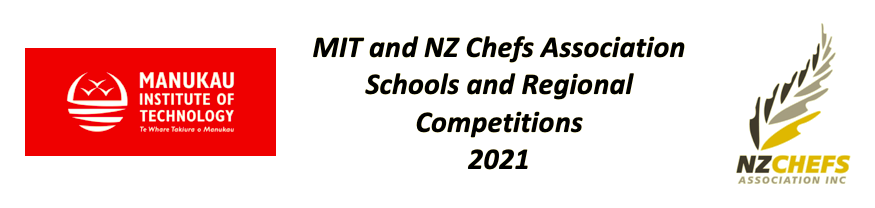 MANUKAU
INSTITUTE OF
TECHNOLOGY
Te Whare Takiura o Manukau
MIT and NZ Chefs Association
Schools and Regional
Competitions
2021
NZCHEFS
ASSOCIATION INC